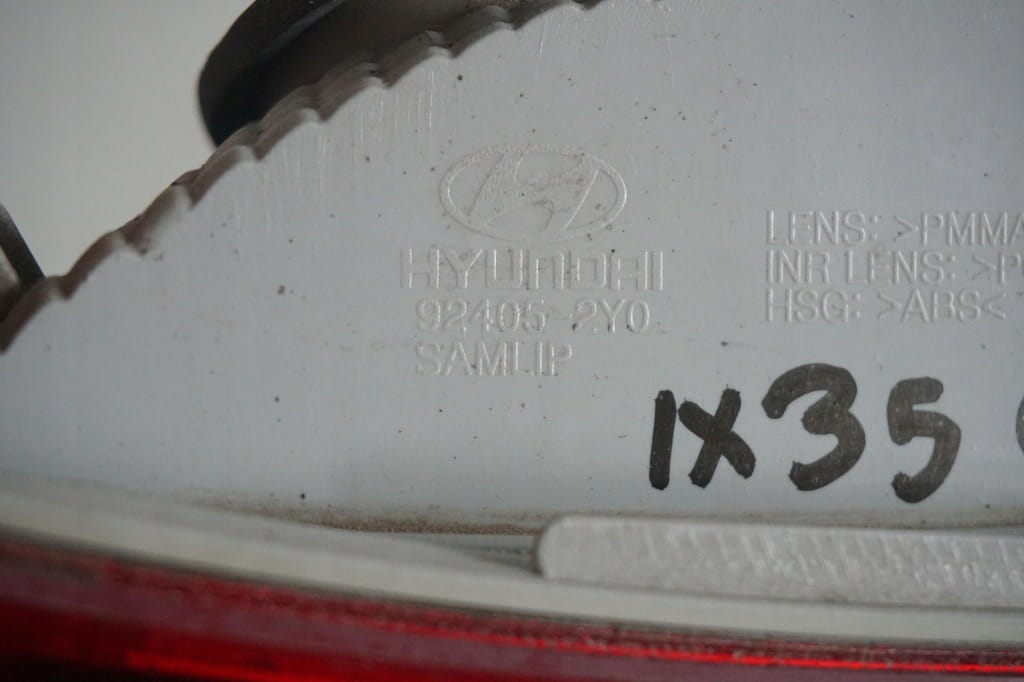 HYUNDAI
92405-2Y0
SAMLIP
LENS: >PMMA
INR LENS: >P
HSG: >ABS<
IX35